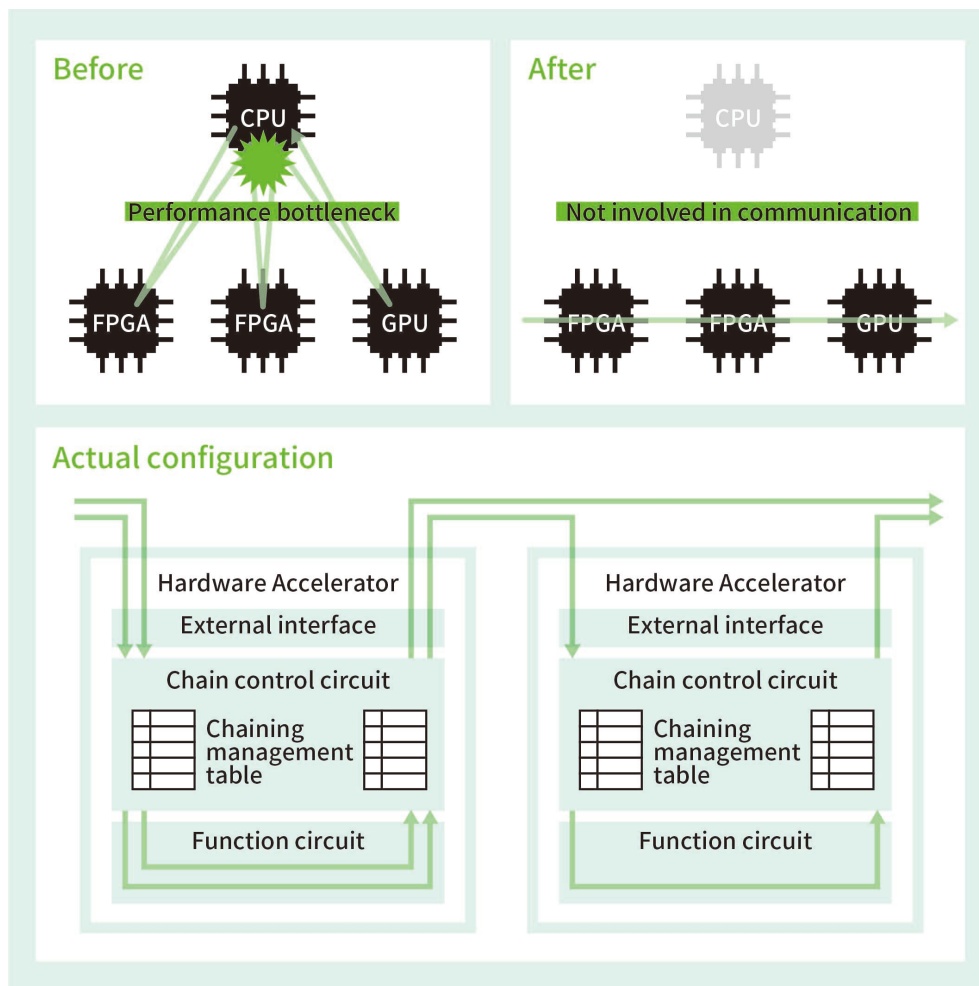 Before
CPU
Performance bottleneck
FPGA
FPGA
GPU
After
CPU
Not involved in communication
FPGA
FPGA
GPU
Actual configuration
Hardware Accelerator
External interface
Chain control circuit
Chaining
management
table
Function circuit
Hardware Accelerator
External interface
Chain control circuit
Chaining
management
table
Function circuit